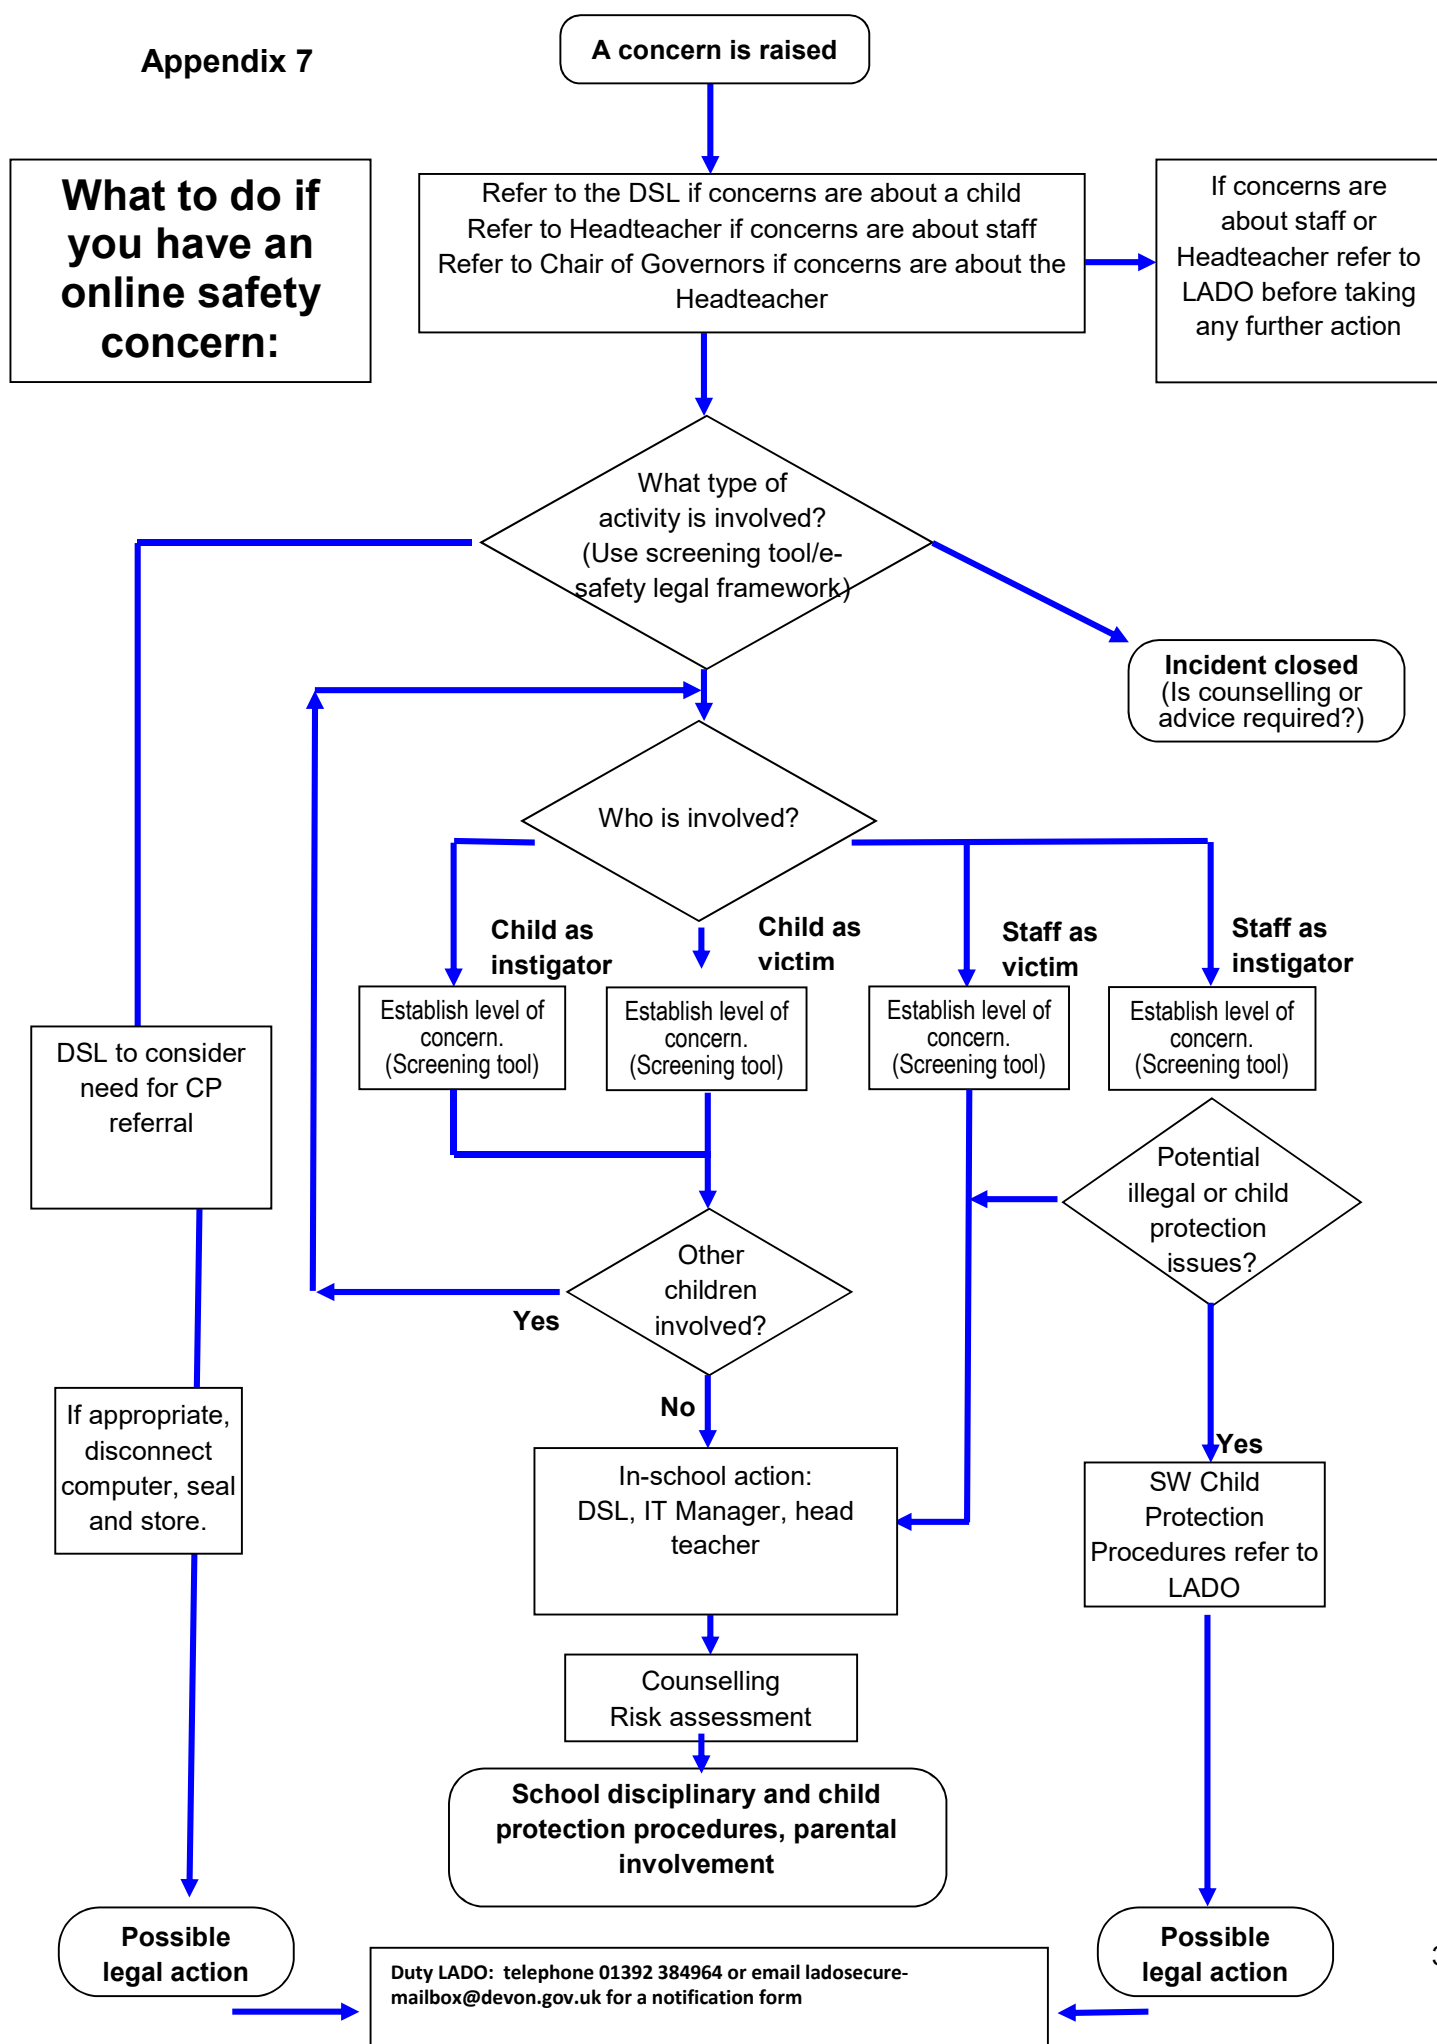 Appendix 7
A concern is raised
What to do if
you have an
online safety
concern:
Refer to the DSL if concerns are about a child
Refer to Headteacher if concerns are about staff
Refer to Chair of Governors if concerns are about the
Headteacher
If concerns are
about staff or
Headteacher refer to
LADO before taking
any further action
What type of
activity is involved?
(Use screening tool/e-
safety legal framework)
Incident closed
(Is counselling or
advice required?)
Who is involved?
Child as
instigator
Child as
victim
Staff as
victim
Staff as
instigator
Establish level of
concern.
(Screening tool)
Establish level of
concern.
(Screening tool)
Establish level of
concern.
(Screening tool)
Establish level of
concern.
(Screening tool)
DSL to consider
need for CP
referral
Potential
illegal or child
protection
issues?
Other
children
involved?
Yes
No
Yes
If appropriate,
disconnect
computer, seal
and store.
In-school action:
DSL, IT Manager, head
teacher
SW Child
Protection
Procedures refer to
LADO
Counselling
Risk assessment
School disciplinary and child
protection procedures, parental
involvement
Possible
legal action
Possible
legal action
Duty LADO: telephone 01392 384964 or email ladosecure-
mailbox@devon.gov.uk for a notification form